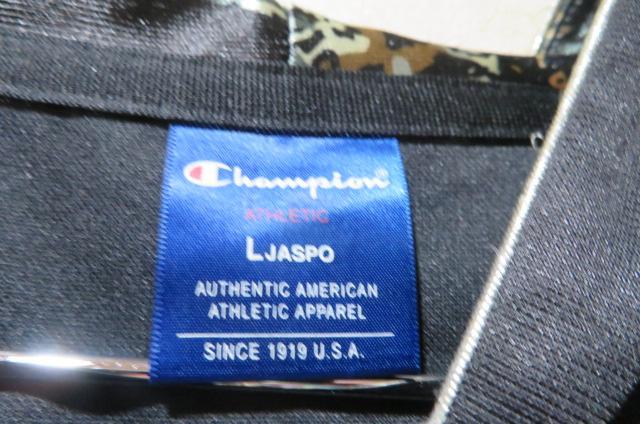 Champion®
ATHLETIC
L JASPO
AUTHENTIC AMERICAN
ATHLETIC APPAREL
SINCE 1919 U.S.A.